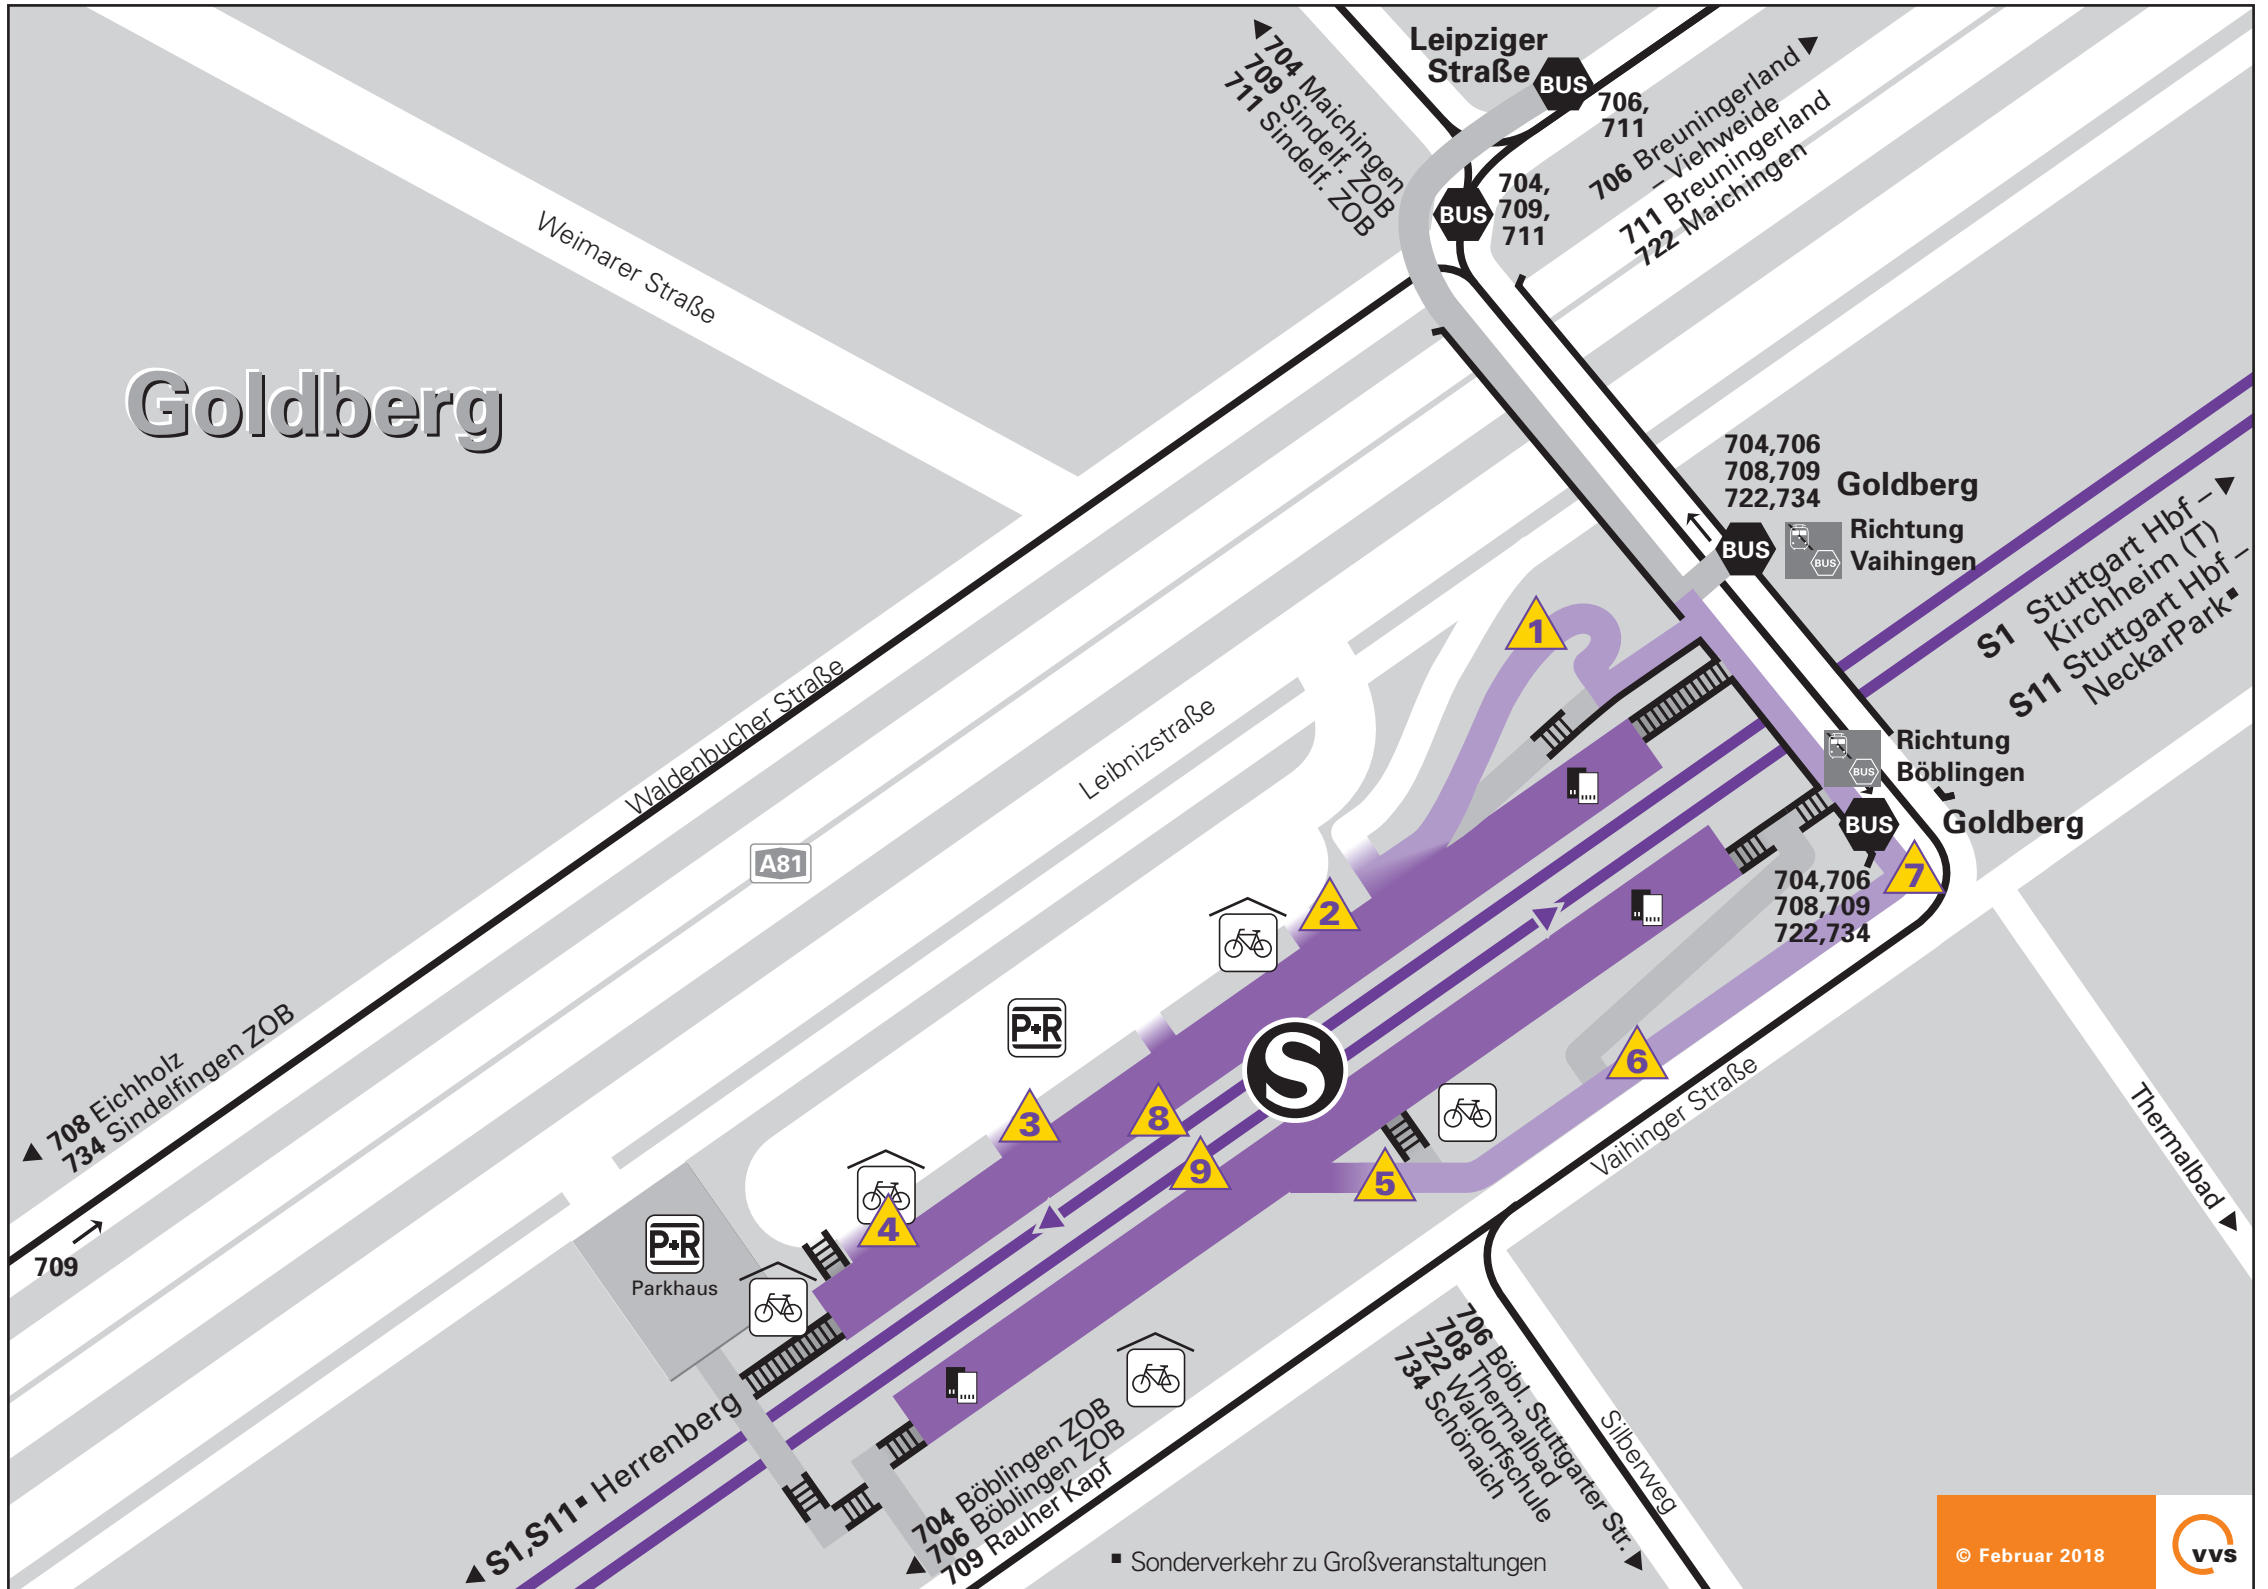 Leipziger
Straße
BUS
706,
711
704 Maichingen
709 Sindelf. ZOB
711 Sindelf. ZOB
BUS
704,
709,
711
706 Breuningerland
– Viehweide
711 Breuningerland
722 Maichingen
Weimarer Straße
Goldberg
704,706
708,709
722,734
Goldberg
BUS
BUS
Richtung
Vaihingen
S1 Stuttgart Hbf –
Kirchheim (T)
S11 Stuttgart Hbf –
NeckarPark▪
1
Waldenbucher Straße
Leibnizstraße
A81
BUS
Richtung
Böblingen
BUS
Goldberg
704,706
708,709
722,734
7
2
P+R
S
6
3
8
9
5
4
Vaihinger Straße
Thermalbad
708 Eichholz
734 Sindelfingen ZOB
709
P+R
Parkhaus
S1,S11▪ Herrenberg
704 Böblingen ZOB
706 Böblingen ZOB
709 Rauher Kapf
706 Böbl. Stuttgarter Str.
708 Thermalbad
722 Waldorfschule
734 Schönaich
Silberweg
▪ Sonderverkehr zu Großveranstaltungen
© Februar 2018
vvs